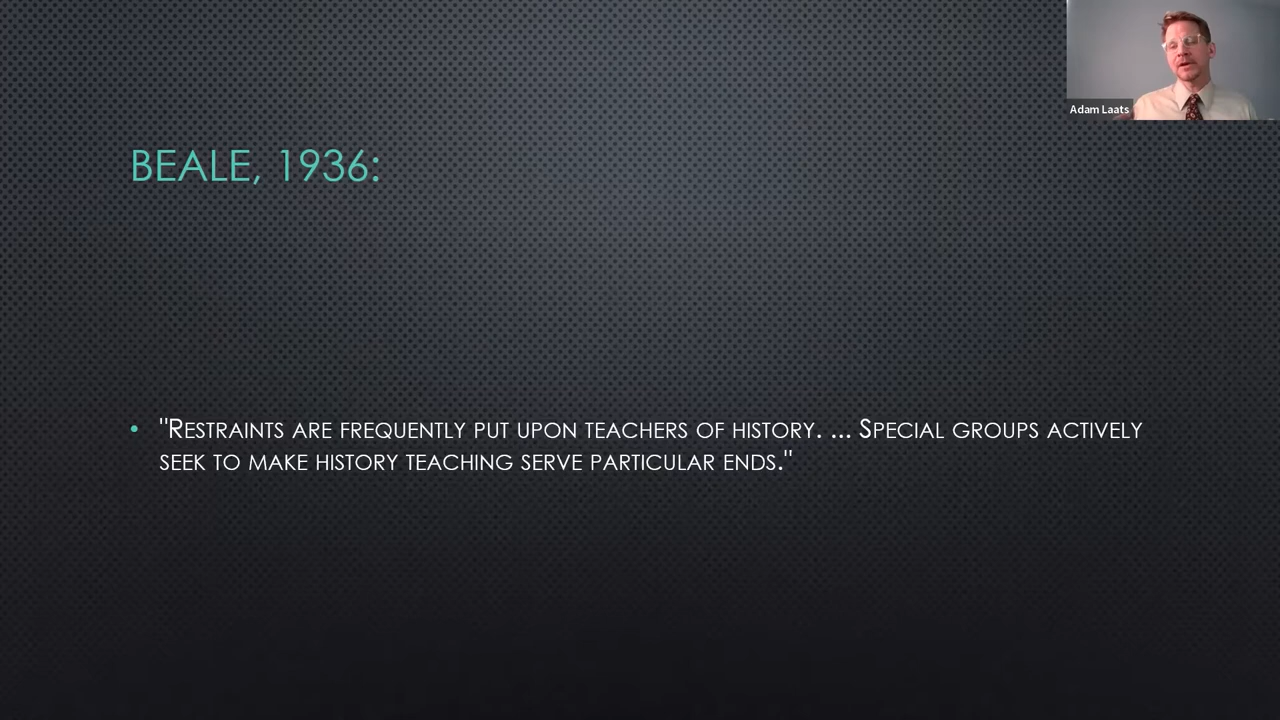 Adam Laats
BEALE, 1936:
• "RESTRAINTS ARE FREQUENTLY PUT UPON TEACHERS OF HISTORY. ... SPECIAL GROUPS ACTIVELY
SEEK TO MAKE HISTORY TEACHING SERVE PARTICULAR ENDS."